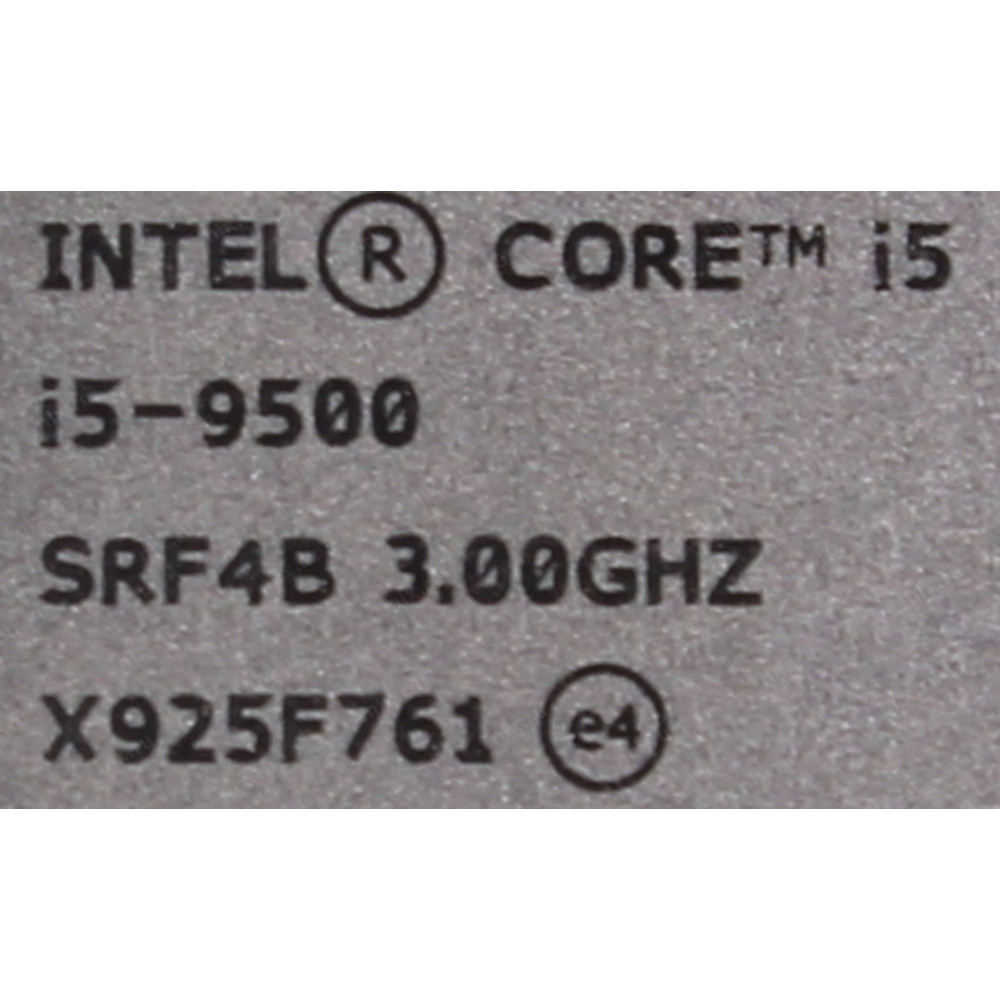 INTEL® CORE™ i5
i5-9500
SRF4B 3.00GHZ
X925F761 e4